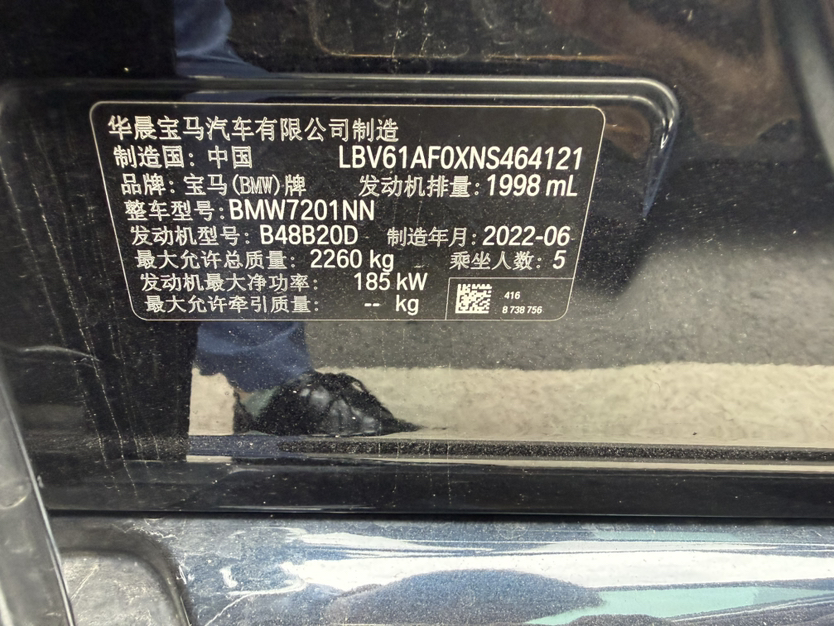 华晨宝马汽车有限公司制造
制造国：中国 LBV61AF0XNS464121
品牌：宝马(BMW)牌 发动机排量：1998 mL
整车型号：BMW7201NN
发动机型号：B48B20D 制造年月：2022-06
最大允许总质量：2260 kg 乘坐人数：5
发动机最大净功率：185 kW
最大允许牵引质量：-- kg
416
8 738 756